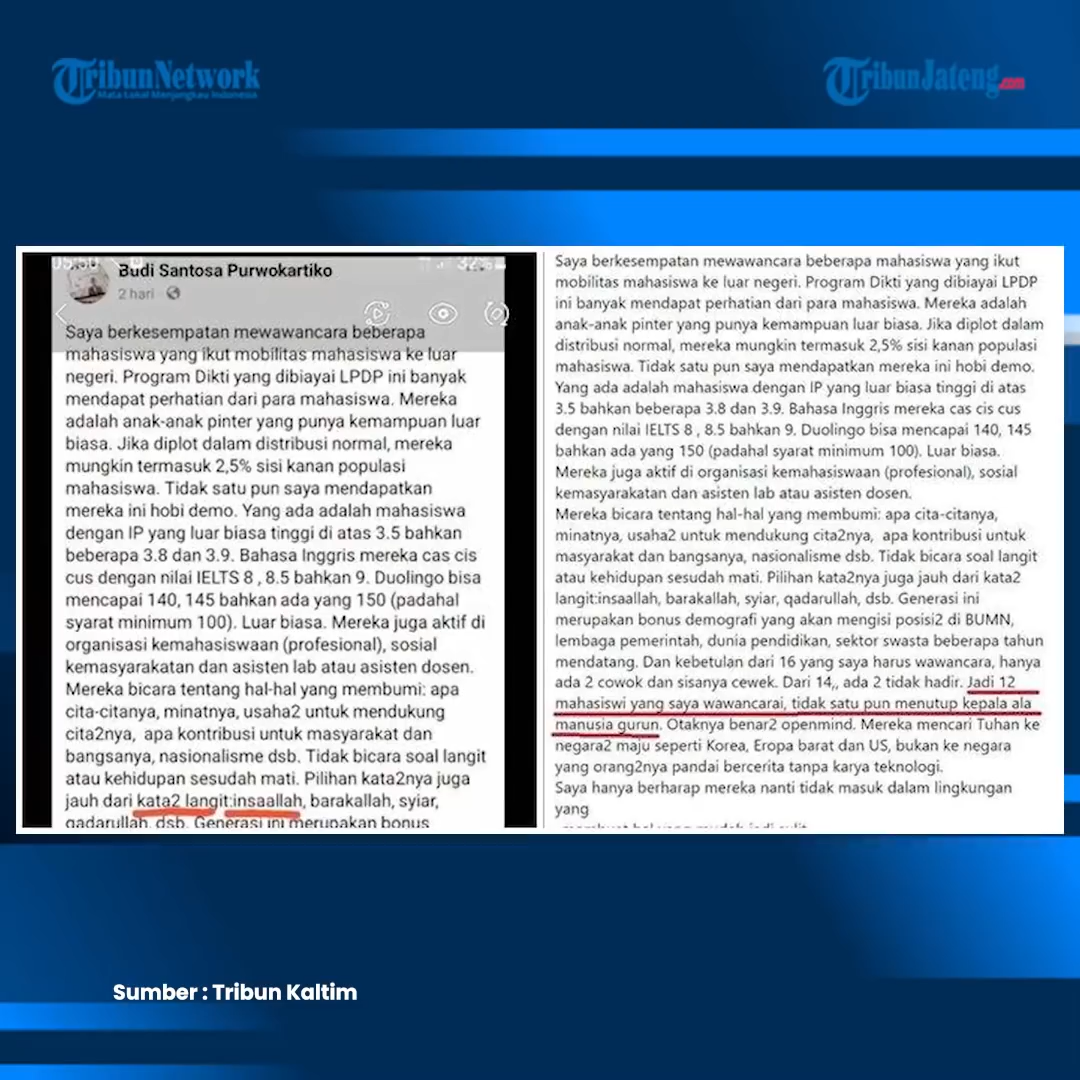 TribunNetwork
Mata Lokal Menjangkau Indonesia
TribunJateng.com
05:50
32%
Budi Santosa Purwokartiko
2 hari
Saya berkesempatan mewawancara beberapa
mahasiswa yang ikut mobilitas mahasiswa ke luar
negeri. Program Dikti yang dibiayai LPDP ini banyak
mendapat perhatian dari para mahasiswa. Mereka
adalah anak-anak pinter yang punya kemampuan luar
biasa. Jika diplot dalam distribusi normal, mereka
mungkin termasuk 2,5% sisi kanan populasi
mahasiswa. Tidak satu pun saya mendapatkan
mereka ini hobi demo. Yang ada adalah mahasiswa
dengan IP yang luar biasa tinggi di atas 3.5 bahkan
beberapa 3.8 dan 3.9. Bahasa Inggris mereka cas cis
cus dengan nilai IELTS 8 , 8.5 bahkan 9. Duolingo bisa
mencapai 140, 145 bahkan ada yang 150 (padahal
syarat minimum 100). Luar biasa. Mereka juga aktif di
organisasi kemahasiswaan (profesional), sosial
kemasyarakatan dan asisten lab atau asisten dosen.
Mereka bicara tentang hal-hal yang membumi: apa
cita-citanya, minatnya, usaha2 untuk mendukung
cita2nya, apa kontribusi untuk masyarakat dan
bangsanya, nasionalisme dsb. Tidak bicara soal langit
atau kehidupan sesudah mati. Pilihan kata2nya juga
jauh dari kata2 langit:insaallah, barakallah, syiar,
qadarullah, dsb. Generasi ini merupakan bonus
Saya berkesempatan mewawancara beberapa mahasiswa yang ikut
mobilitas mahasiswa ke luar negeri. Program Dikti yang dibiayai LPDP
ini banyak mendapat perhatian dari para mahasiswa. Mereka adalah
anak-anak pinter yang punya kemampuan luar biasa. Jika diplot dalam
distribusi normal, mereka mungkin termasuk 2,5% sisi kanan populasi
mahasiswa. Tidak satu pun saya mendapatkan mereka ini hobi demo.
Yang ada adalah mahasiswa dengan IP yang luar biasa tinggi di atas
3.5 bahkan beberapa 3.8 dan 3.9. Bahasa Inggris mereka cas cis cus
dengan nilai IELTS 8 , 8.5 bahkan 9. Duolingo bisa mencapai 140, 145
bahkan ada yang 150 (padahal syarat minimum 100). Luar biasa.
Mereka juga aktif di organisasi kemahasiswaan (profesional), sosial
kemasyarakatan dan asisten lab atau asisten dosen.
Mereka bicara tentang hal-hal yang membumi: apa cita-citanya,
minatnya, usaha2 untuk mendukung cita2nya, apa kontribusi untuk
masyarakat dan bangsanya, nasionalisme dsb. Tidak bicara soal langit
atau kehidupan sesudah mati. Pilihan kata2nya juga jauh dari kata2
langit:insaallah, barakallah, syiar, qadarullah, dsb. Generasi ini
merupakan bonus demografi yang akan mengisi posisi2 di BUMN,
lembaga pemerintah, dunia pendidikan, sektor swasta beberapa tahun
mendatang. Dan kebetulan dari 16 yang saya harus wawancara, hanya
ada 2 cowok dan sisanya cewek. Dari 14,, ada 2 tidak hadir. Jadi 12
mahasiswi yang saya wawancarai, tidak satu pun menutup kepala ala
manusia gurun. Otaknya benar2 openmind. Mereka mencari Tuhan ke
negara2 maju seperti Korea, Eropa barat dan US, bukan ke negara
yang orang2nya pandai bercerita tanpa karya teknologi.
Saya hanya berharap mereka nanti tidak masuk dalam lingkungan
yang
Sumber : Tribun Kaltim